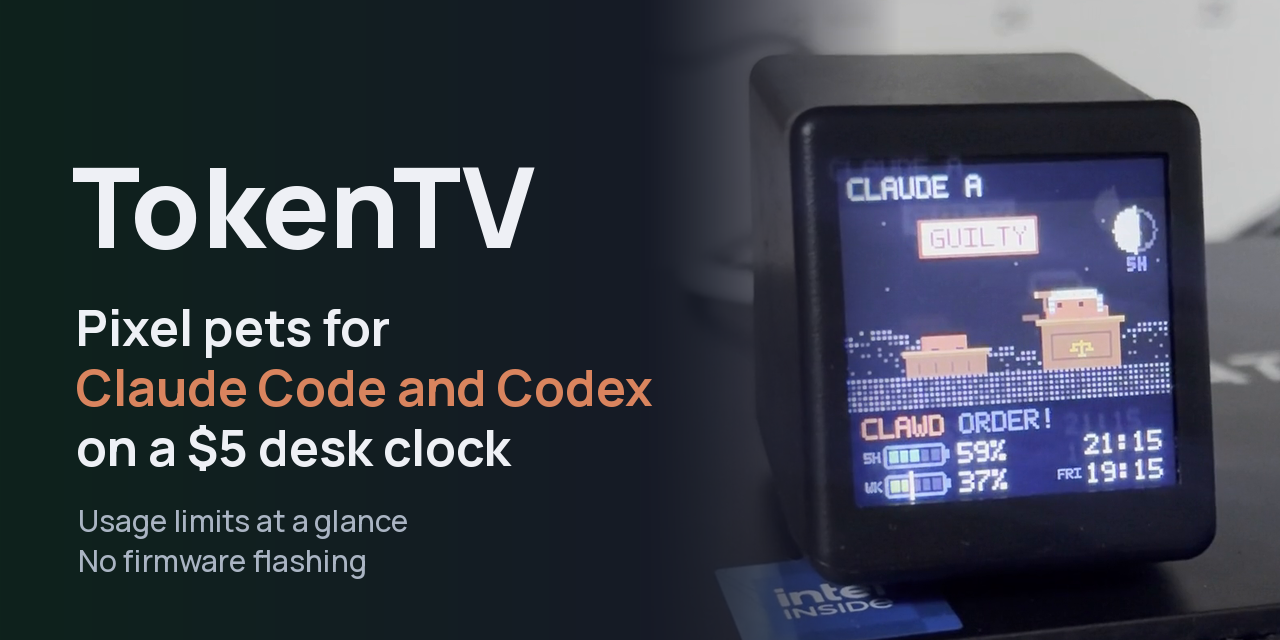 TokenTV
Pixel pets for
Claude Code and Codex
on a $5 desk clock
Usage limits at a glance
No firmware flashing
CLAUDE A
GUILTY
5H
CLAWD ORDER!
5H 59% 21:15
WK 37% FRI 19:15
intel
INSIDE